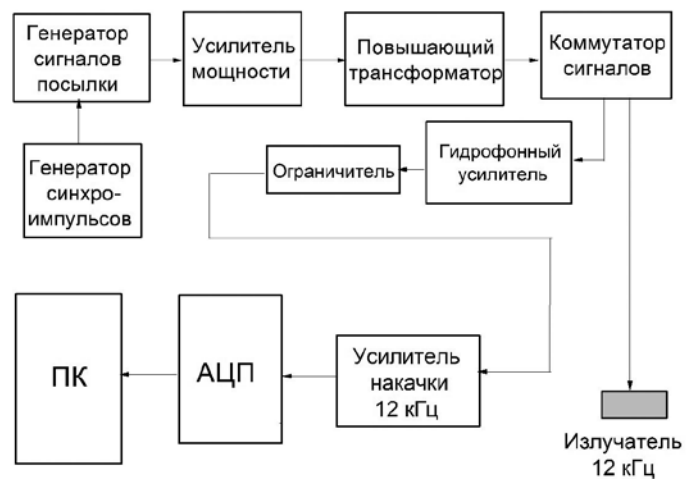 Генератор
сигналов
посылки
Усилитель
мощности
Повышающий
трансформатор
Коммутатор
сигналов
Генератор
синхро-
импульсов
Ограничитель
Гидрофонный
усилитель
ПК
АЦП
Усилитель
накачки
12 кГц
Излучатель
12 кГц